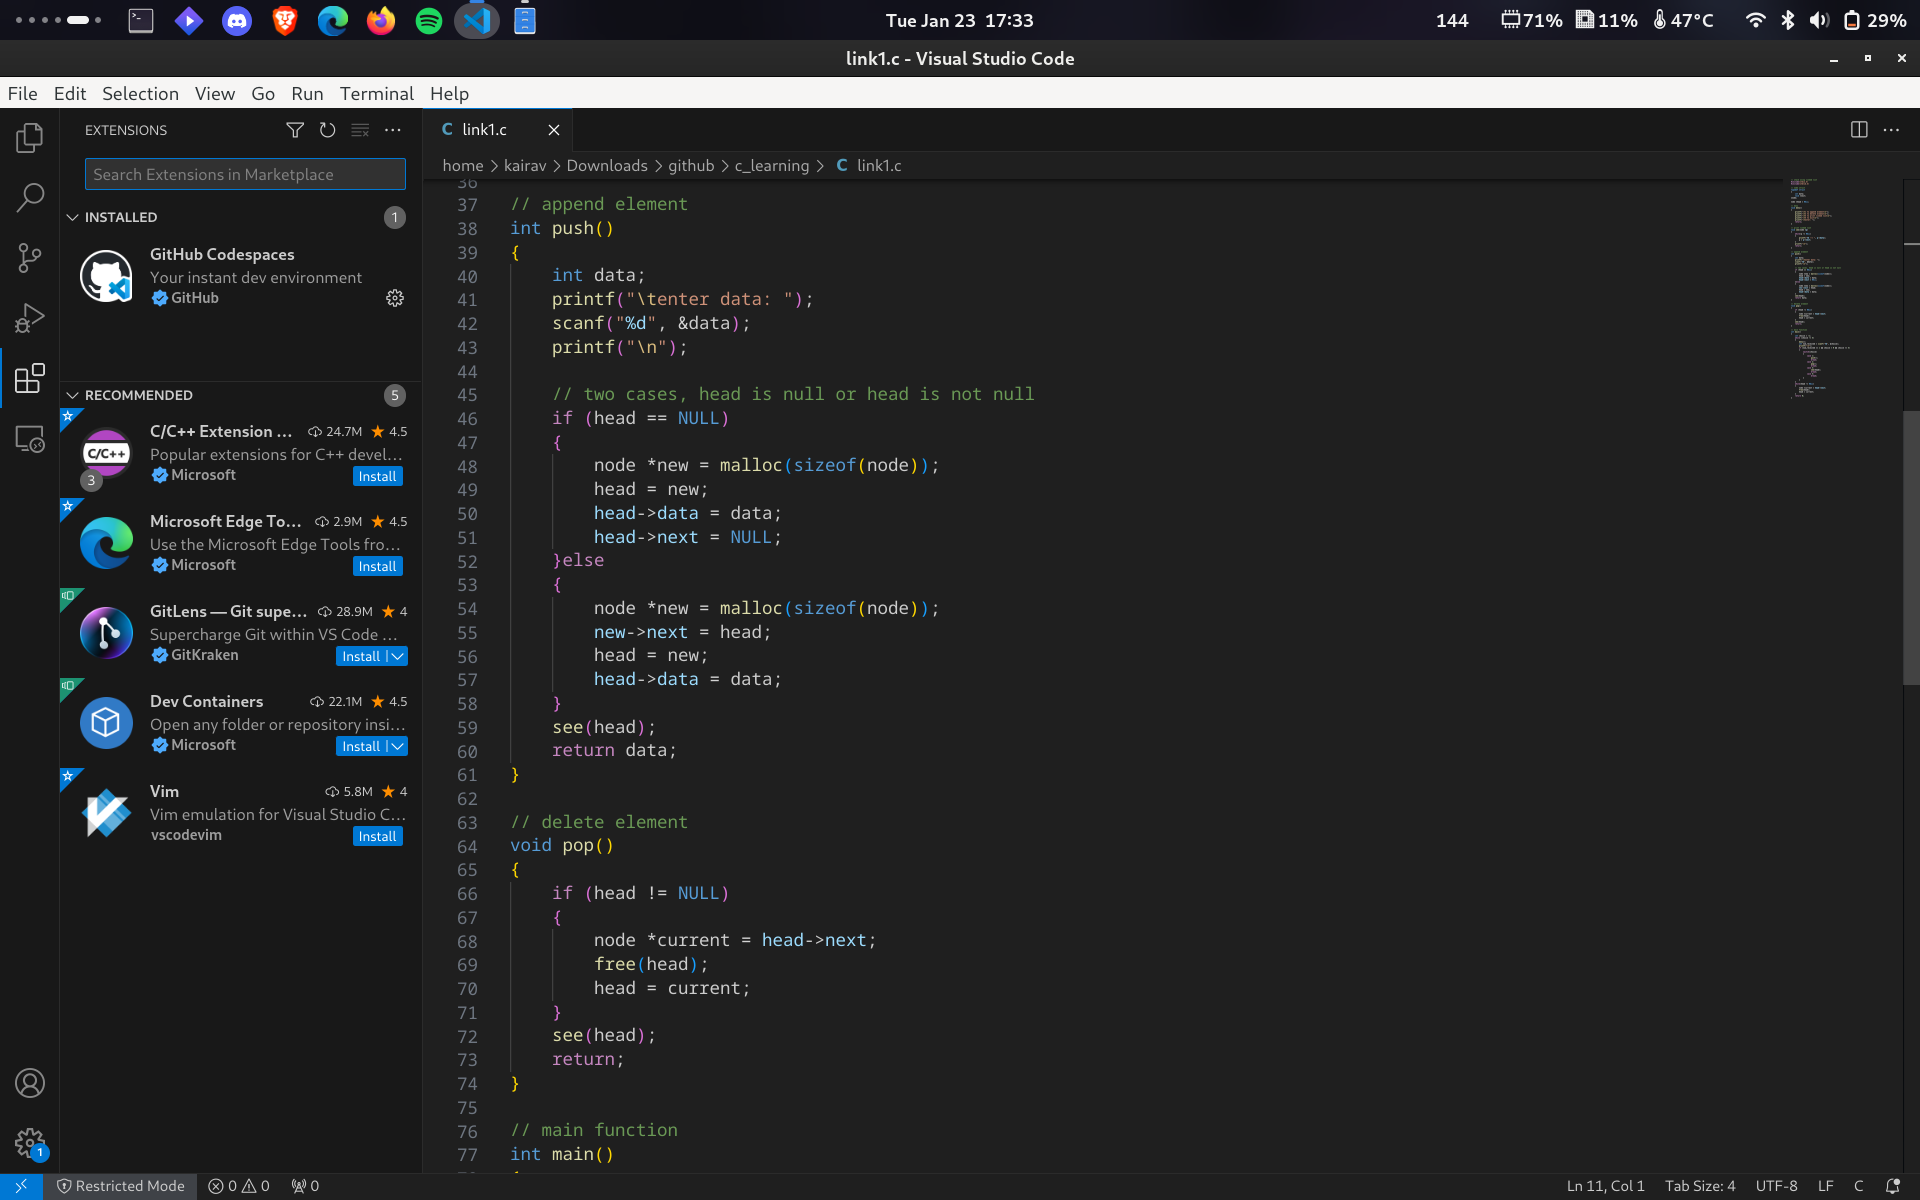 Tue Jan 23  17:33
144 71% 11% 47°C 29%
link1.c - Visual Studio Code
File Edit Selection View Go Run Terminal Help
EXTENSIONS
Search Extensions in Marketplace
INSTALLED 1
GitHub Codespaces
Your instant dev environment
GitHub
RECOMMENDED 5
C/C++ Extension ... 24.7M ★ 4.5
C/C++
Popular extensions for C++ devel...
3
Microsoft Install
Microsoft Edge To... 2.9M ★ 4.5
Use the Microsoft Edge Tools fro...
Microsoft Install
GitLens — Git supe... 28.9M ★ 4
Supercharge Git within VS Code ...
GitKraken Install
Dev Containers 22.1M ★ 4.5
Open any folder or repository insi...
Microsoft Install
Vim 5.8M ★ 4
Vim emulation for Visual Studio C...
vscodevim Install
1
C link1.c
home > kairav > Downloads > github > c_learning > C link1.c
36
37 // append element
38 int push()
39 {
40     int data;
41     printf("\tenter data: ");
42     scanf("%d", &data);
43     printf("\n");
44
45     // two cases, head is null or head is not null
46     if (head == NULL)
47     {
48         node *new = malloc(sizeof(node));
49         head = new;
50         head->data = data;
51         head->next = NULL;
52     }else
53     {
54         node *new = malloc(sizeof(node));
55         new->next = head;
56         head = new;
57         head->data = data;
58     }
59     see(head);
60     return data;
61 }
62
63 // delete element
64 void pop()
65 {
66     if (head != NULL)
67     {
68         node *current = head->next;
69         free(head);
70         head = current;
71     }
72     see(head);
73     return;
74 }
75
76 // main function
77 int main()
Restricted Mode 0 0 0
Ln 11, Col 1 Tab Size: 4 UTF-8 LF C